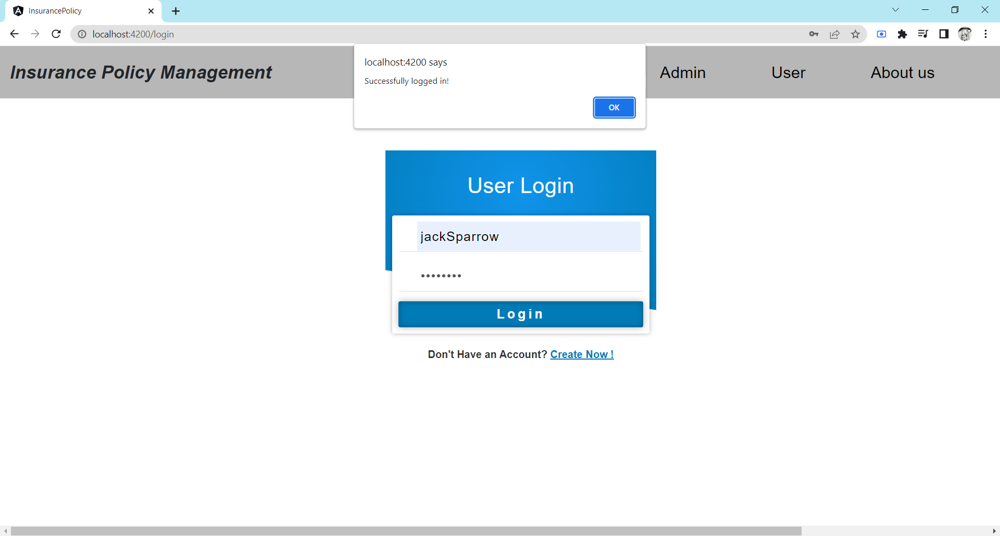 InsurancePolicy
localhost:4200/login
localhost:4200 says
Successfully logged in!
OK
Insurance Policy Management
Admin
User
About us
User Login
jackSparrow
••••••••
Login
Don't Have an Account? Create Now !